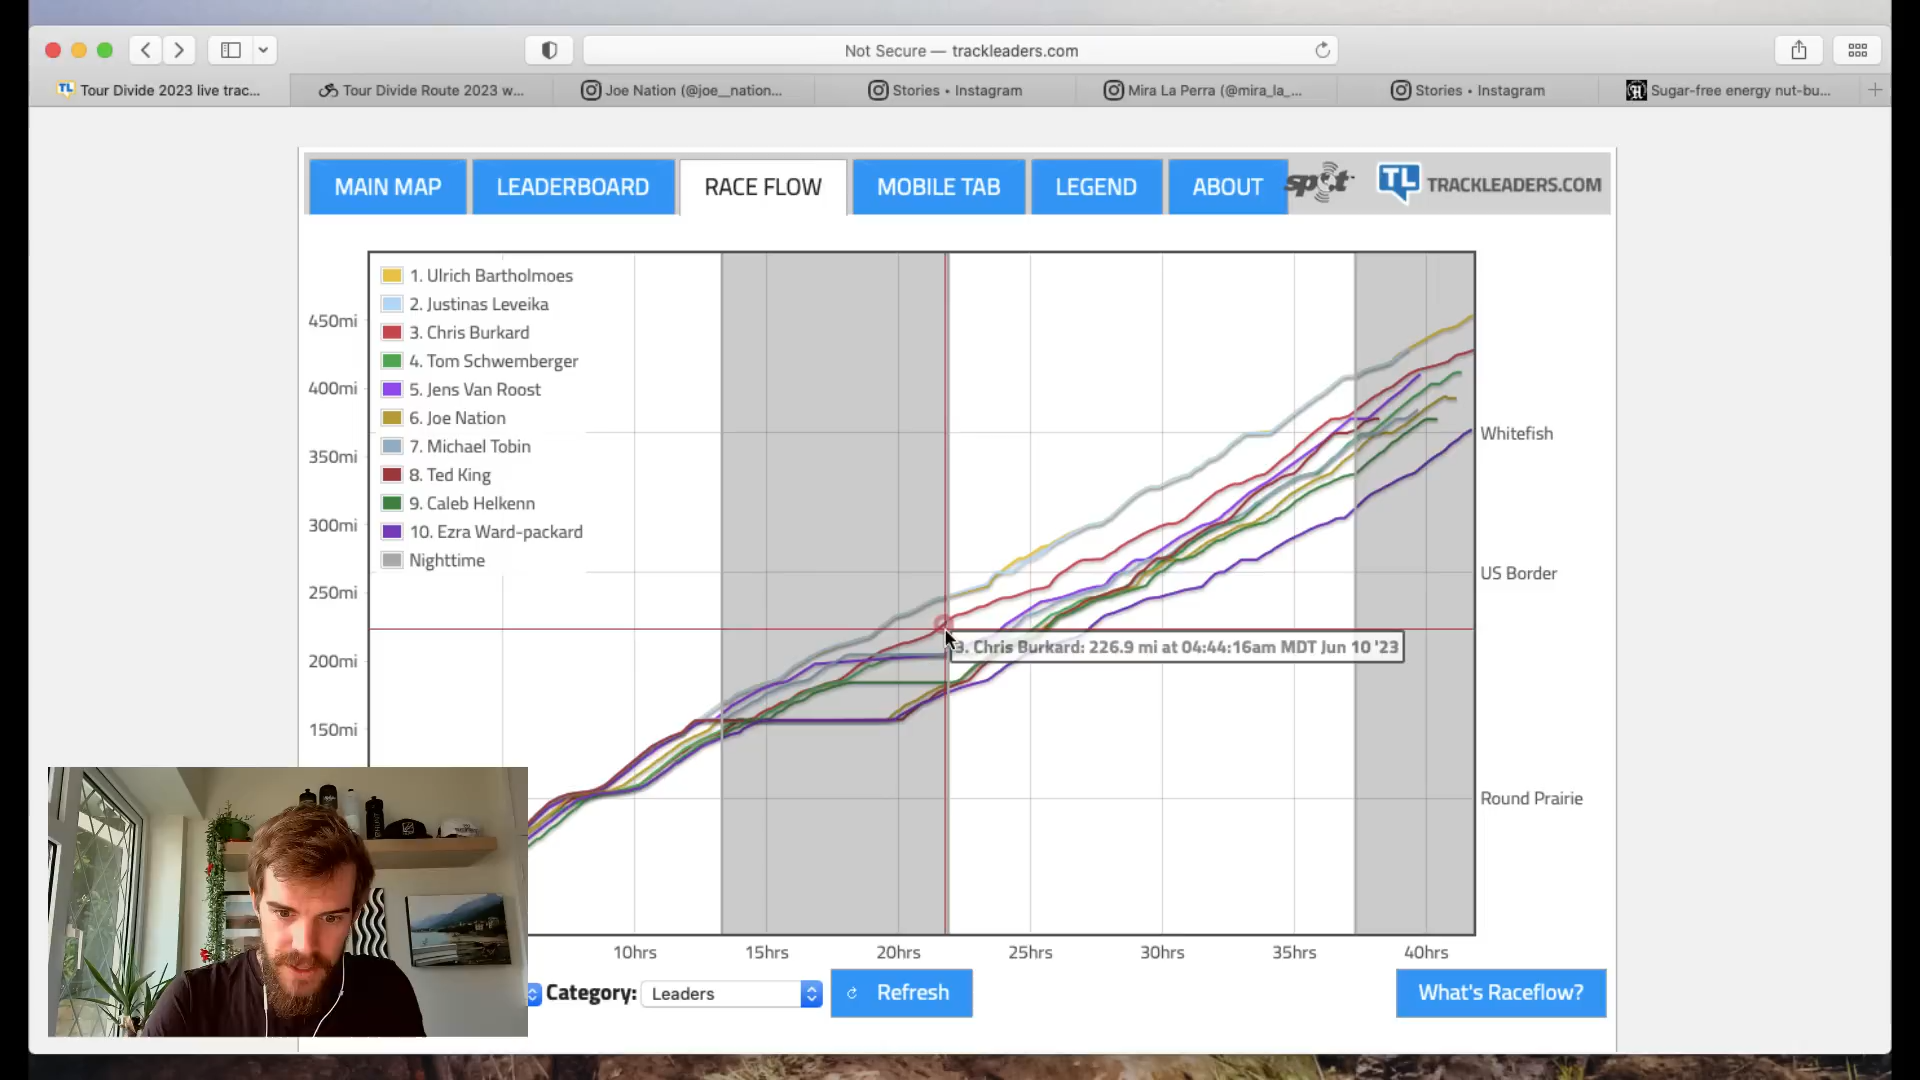 Not Secure — trackleaders.com
Tour Divide 2023 live trac...
Tour Divide Route 2023 w...
Joe Nation (@joe__nation...
Stories • Instagram
Mira La Perra (@mira_la_...
Stories • Instagram
Sugar-free energy nut-bu...
MAIN MAP
LEADERBOARD
RACE FLOW
MOBILE TAB
LEGEND
ABOUT
spot
TL
TRACKLEADERS.COM
1. Ulrich Bartholmoes
2. Justinas Leveika
3. Chris Burkard
4. Tom Schwemberger
5. Jens Van Roost
6. Joe Nation
7. Michael Tobin
8. Ted King
9. Caleb Helkenn
10. Ezra Ward-packard
Nighttime
450mi
400mi
350mi
300mi
250mi
200mi
150mi
Whitefish
US Border
Round Prairie
3. Chris Burkard: 226.9 mi at 04:44:16am MDT Jun 10 '23
10hrs
15hrs
20hrs
25hrs
30hrs
35hrs
40hrs
Category:
Leaders
Refresh
What's Raceflow?